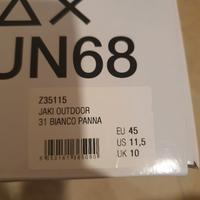 UN68
Z35115
JAKI OUTDOOR
31 BIANCO PANNA
EU 45
US 11,5
UK 10